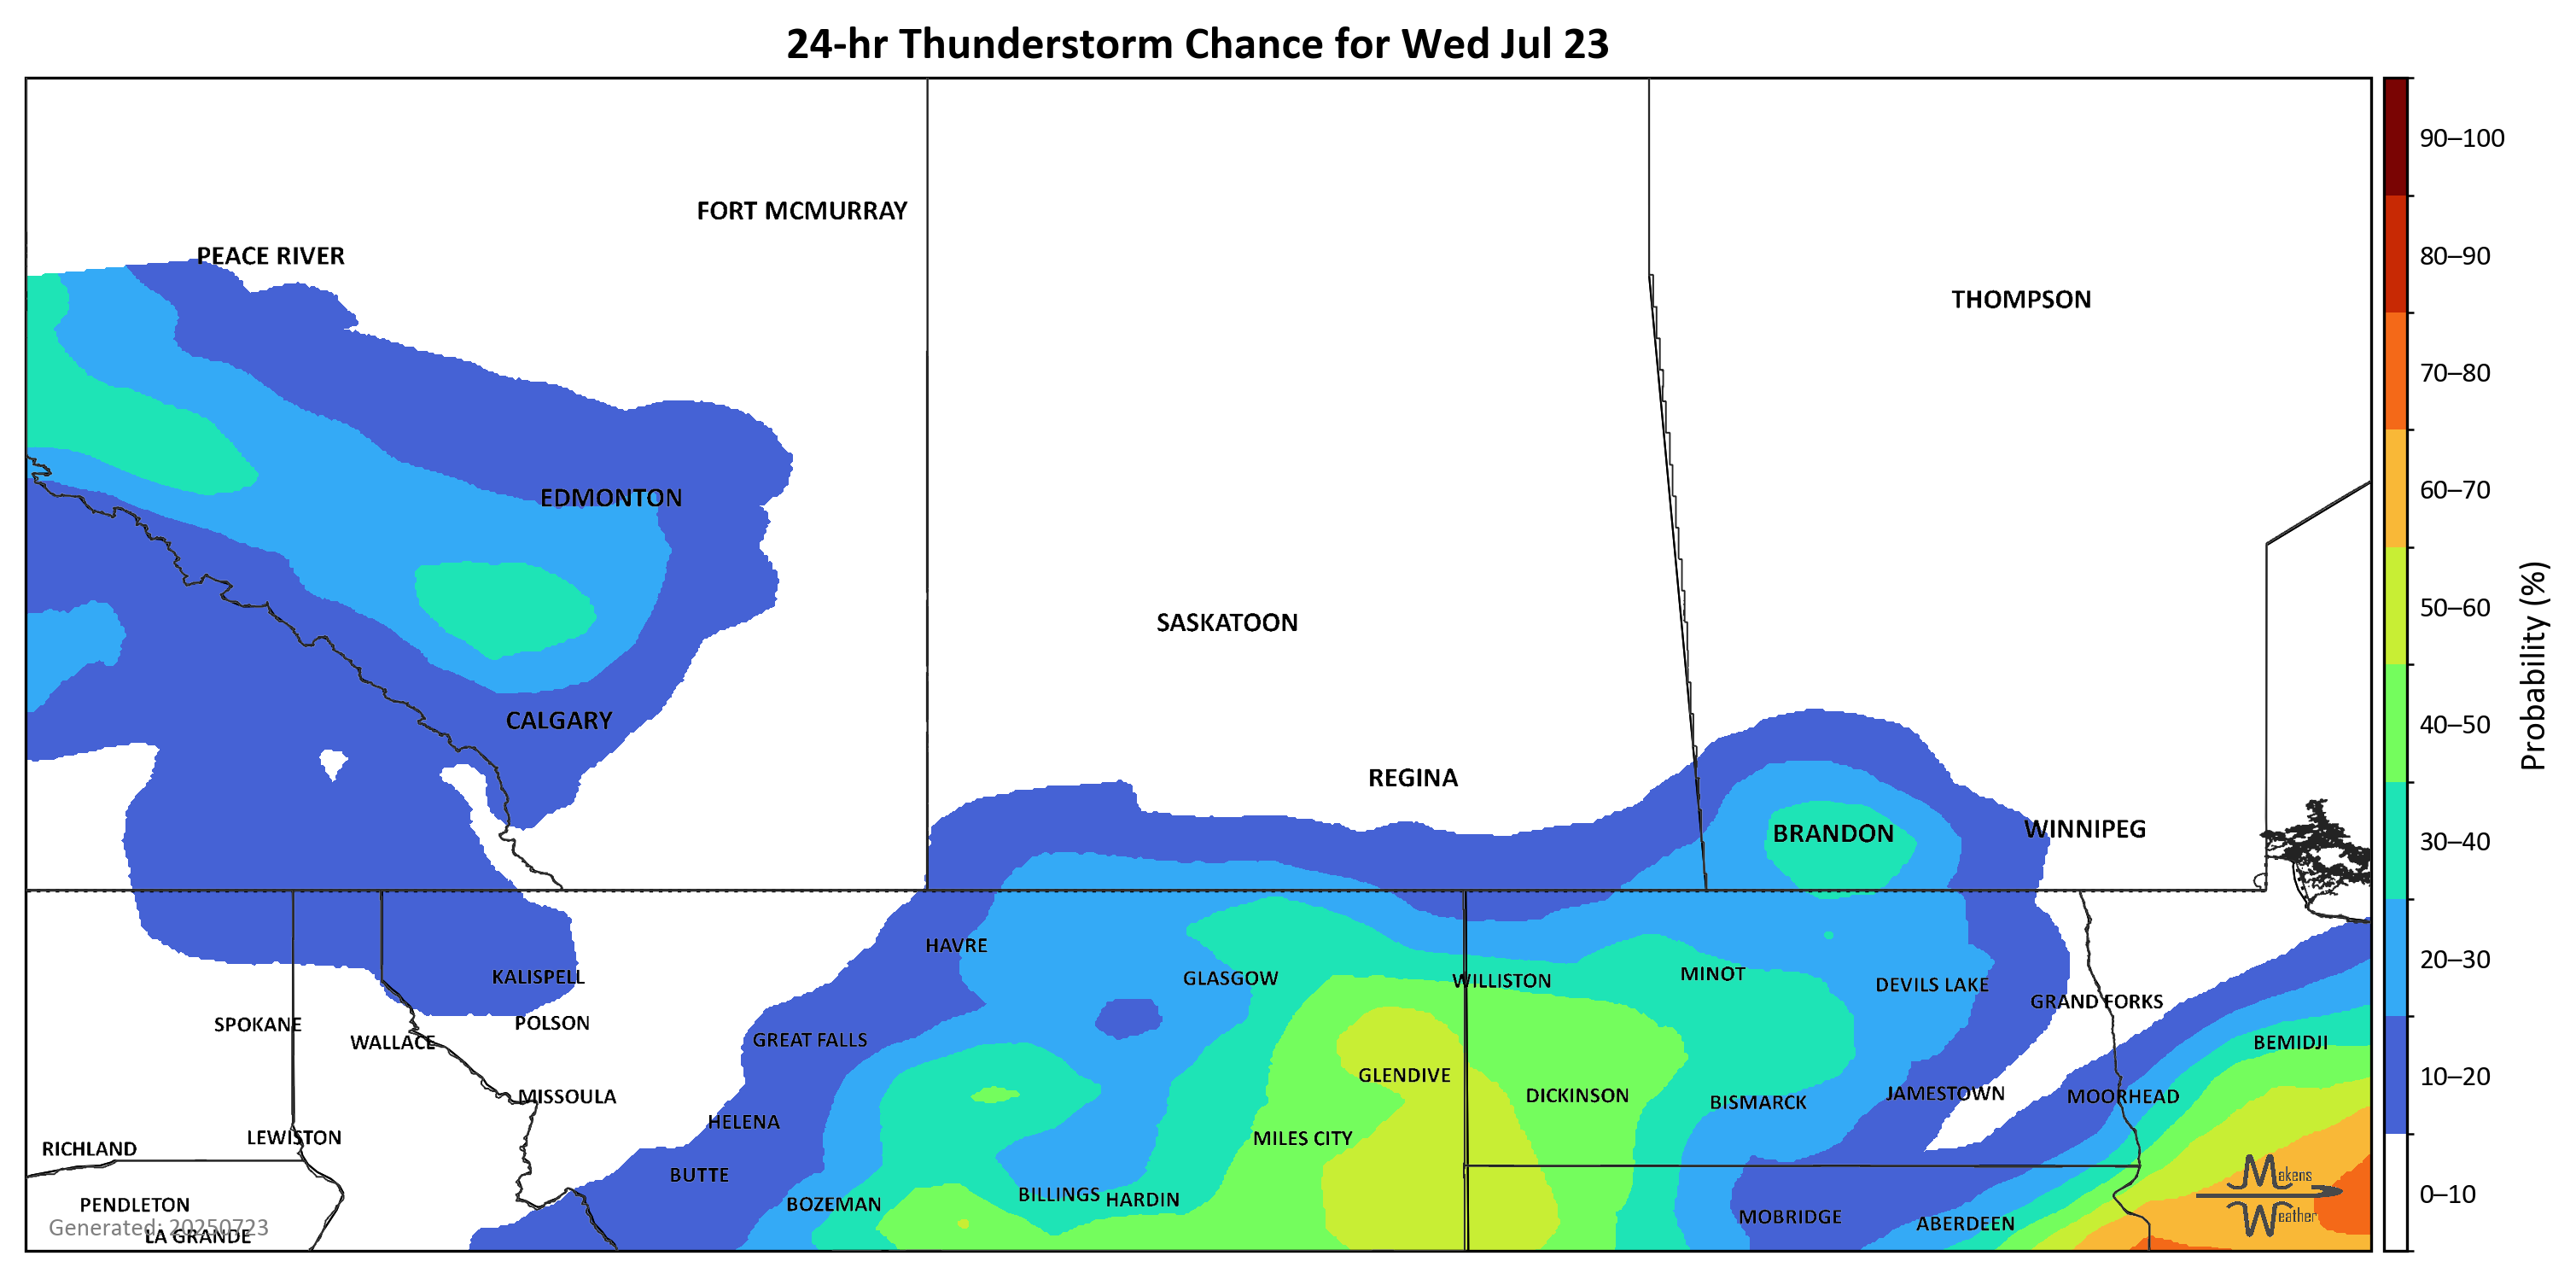 24-hr Thunderstorm Chance for Wed Jul 23
90–100
FORT MCMURRAY
PEACE RIVER
80–90
THOMPSON
70–80
60–70
EDMONTON
50–60
SASKATOON
CALGARY
40–50
Probability (%)
REGINA
BRANDON
WINNIPEG
30–40
HAVRE
20–30
KALISPELL
GLASGOW
WILLISTON
MINOT
DEVILS LAKE
GRAND FORKS
SPOKANE
POLSON
WALLACE
GREAT FALLS
BEMIDJI
GLENDIVE
10–20
MISSOULA
DICKINSON
BISMARCK
JAMESTOWN
MOORHEAD
HELENA
LEWISTON
MILES CITY
RICHLAND
BUTTE
Makens
Weather
BILLINGS
HARDIN
0–10
PENDLETON
BOZEMAN
MOBRIDGE
ABERDEEN
Generated: 20250723
LA GRANDE